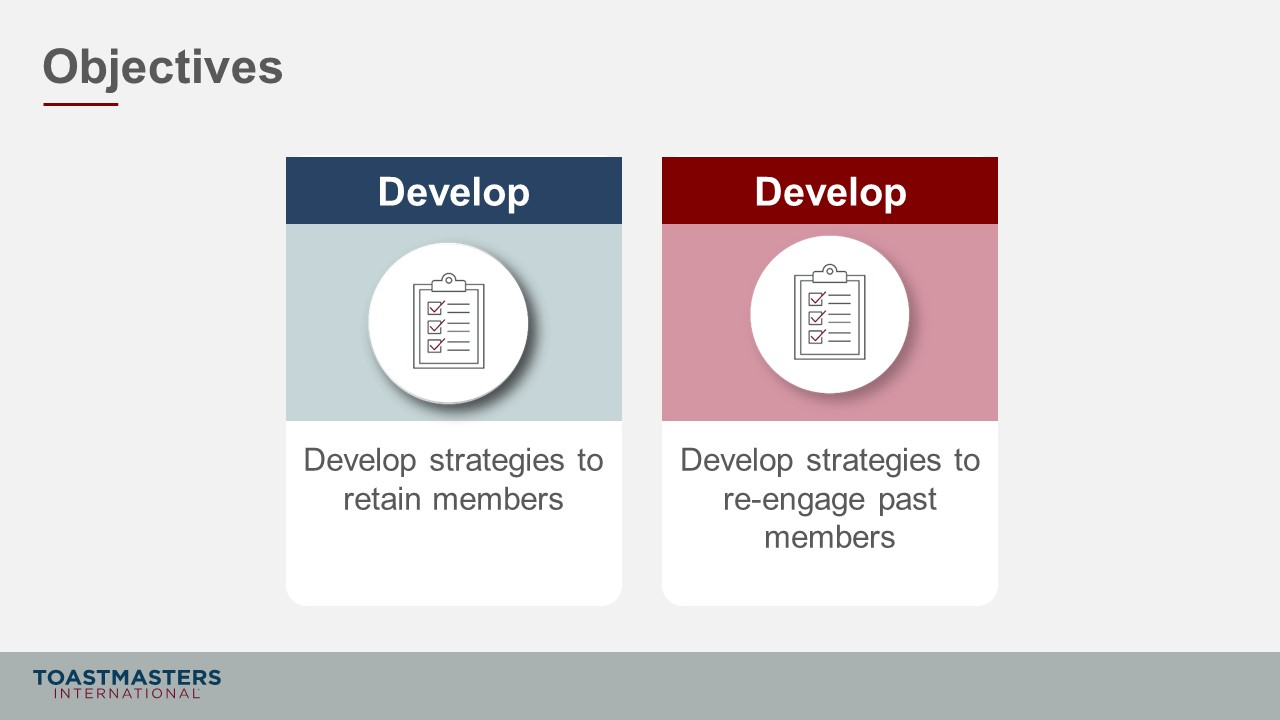 Objectives
Develop
Develop strategies to
retain members
Develop
Develop strategies to
re-engage past
members
TOASTMASTERS
INTERNATIONAL